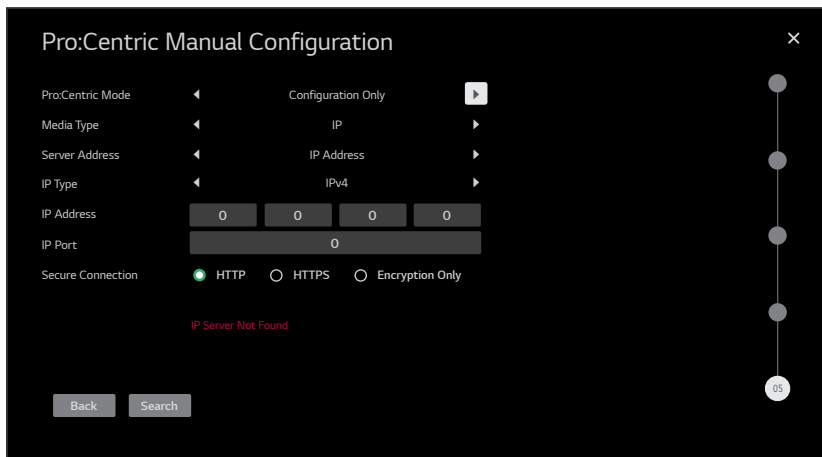 Pro:Centric Manual Configuration
Pro:Centric Mode Configuration Only
Media Type IP
Server Address IP Address
IP Type IPv4
IP Address 0 0 0 0
IP Port 0
Secure Connection HTTP HTTPS Encryption Only
IP Server Not Found
05
Back Search